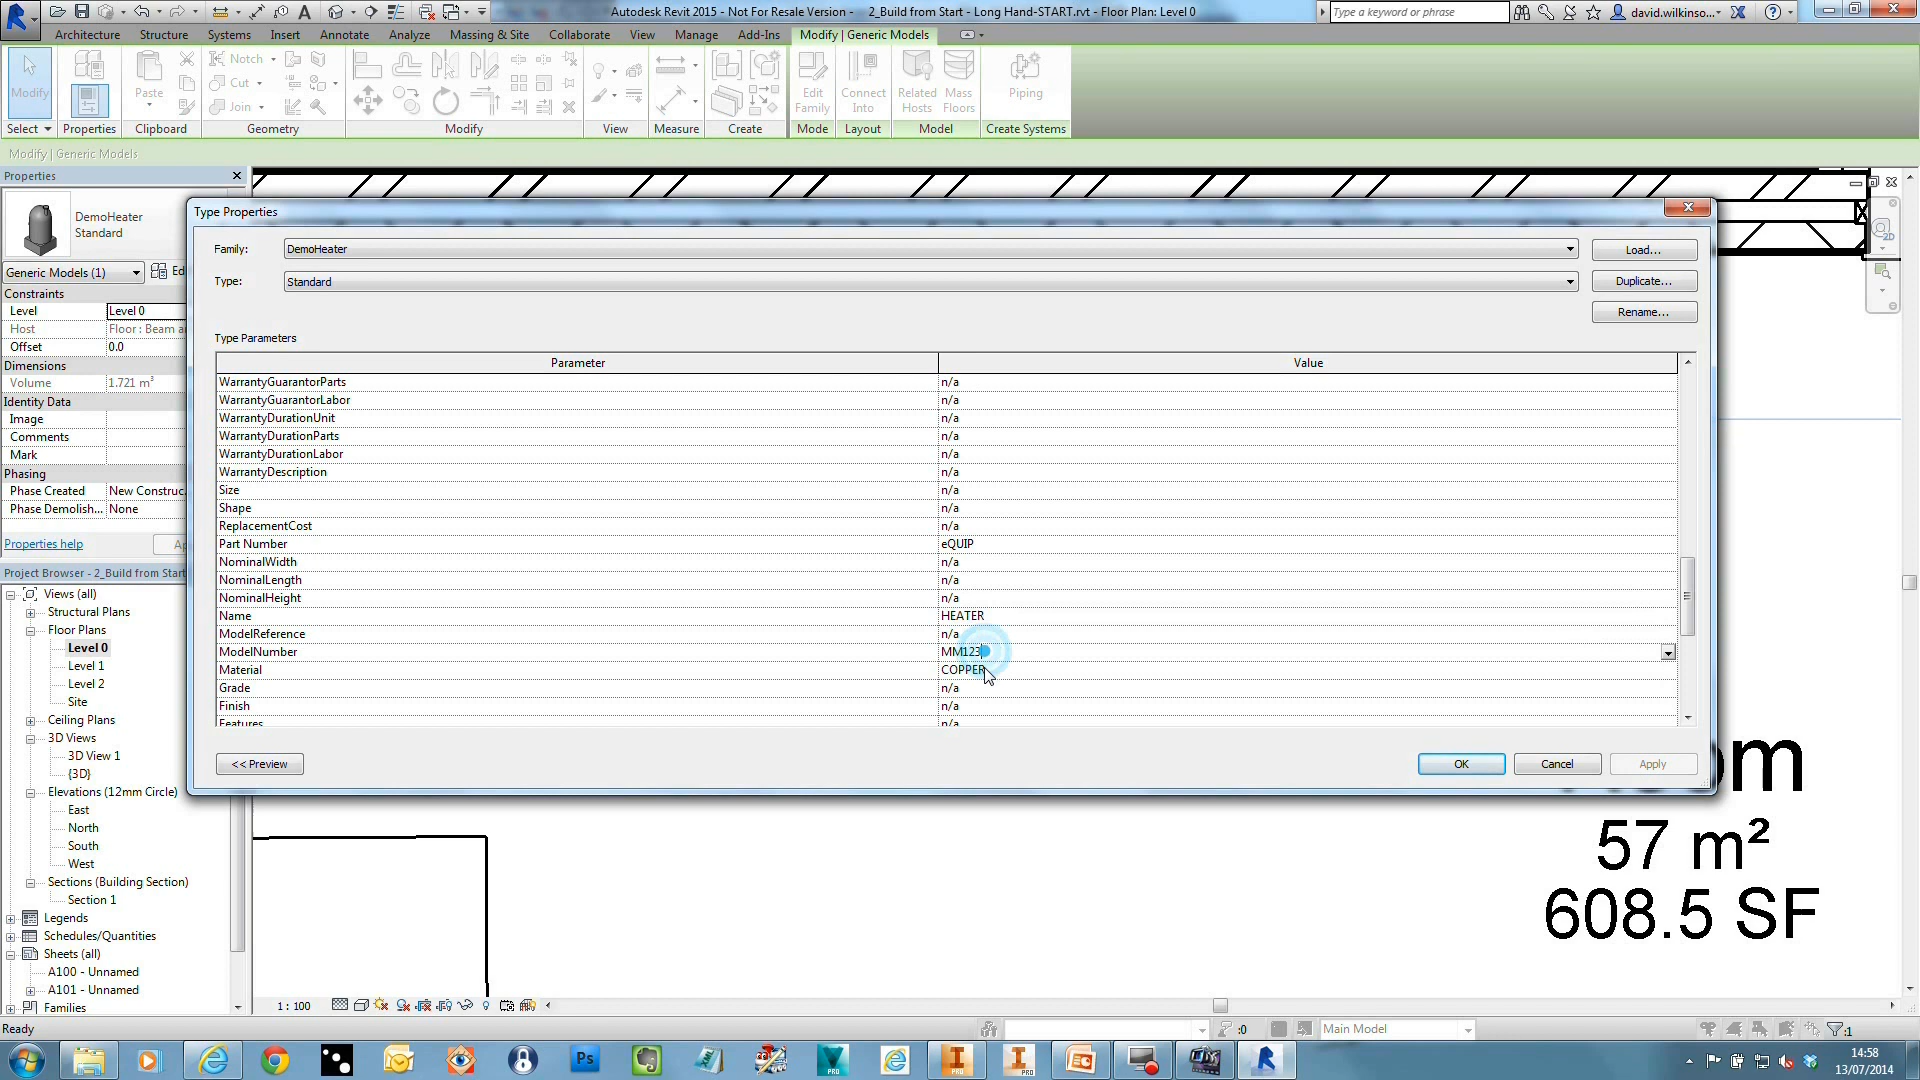 Autodesk Revit 2015 - Not For Resale Version -    2_Build from Start - Long Hand-START.rvt - Floor Plan: Level 0
Type a keyword or phrase
david.wilkinso...
Architecture Structure Systems Insert Annotate Analyze Massing & Site Collaborate View Manage Add-Ins Modify | Generic Models
Modify
Paste
Notch
Cut
Join
Edit Family
Connect Into
Related Hosts
Mass Floors
Piping
Select Properties Clipboard Geometry Modify View Measure Create Mode Layout Model Create Systems
Modify | Generic Models
Properties
DemoHeater
Standard
Generic Models (1) Ed
Constraints
Level Level 0
Host Floor : Beam a
Offset 0.0
Dimensions
Volume 1.721 m³
Identity Data
Image
Comments
Mark
Phasing
Phase Created New Construc...
Phase Demolish... None
Properties help Ap
Project Browser - 2_Build from Start
Views (all)
Structural Plans
Floor Plans
Level 0
Level 1
Level 2
Site
Ceiling Plans
3D Views
3D View 1
{3D}
Elevations (12mm Circle)
East
North
South
West
Sections (Building Section)
Section 1
Legends
Schedules/Quantities
Sheets (all)
A100 - Unnamed
A101 - Unnamed
Families
Type Properties
Family: DemoHeater Load...
Type: Standard Duplicate...
Rename...
Type Parameters
Parameter Value
WarrantyGuarantorParts n/a
WarrantyGuarantorLabor n/a
WarrantyDurationUnit n/a
WarrantyDurationParts n/a
WarrantyDurationLabor n/a
WarrantyDescription n/a
Size n/a
Shape n/a
ReplacementCost n/a
Part Number eQUIP
NominalWidth n/a
NominalLength n/a
NominalHeight n/a
Name HEATER
ModelReference n/a
ModelNumber MM123
Material COPPER
Grade n/a
Finish n/a
Features n/a
<< Preview OK Cancel Apply
57 m²
608.5 SF
1 : 100
Ready
:0
Main Model
:1
14:58
13/07/2014